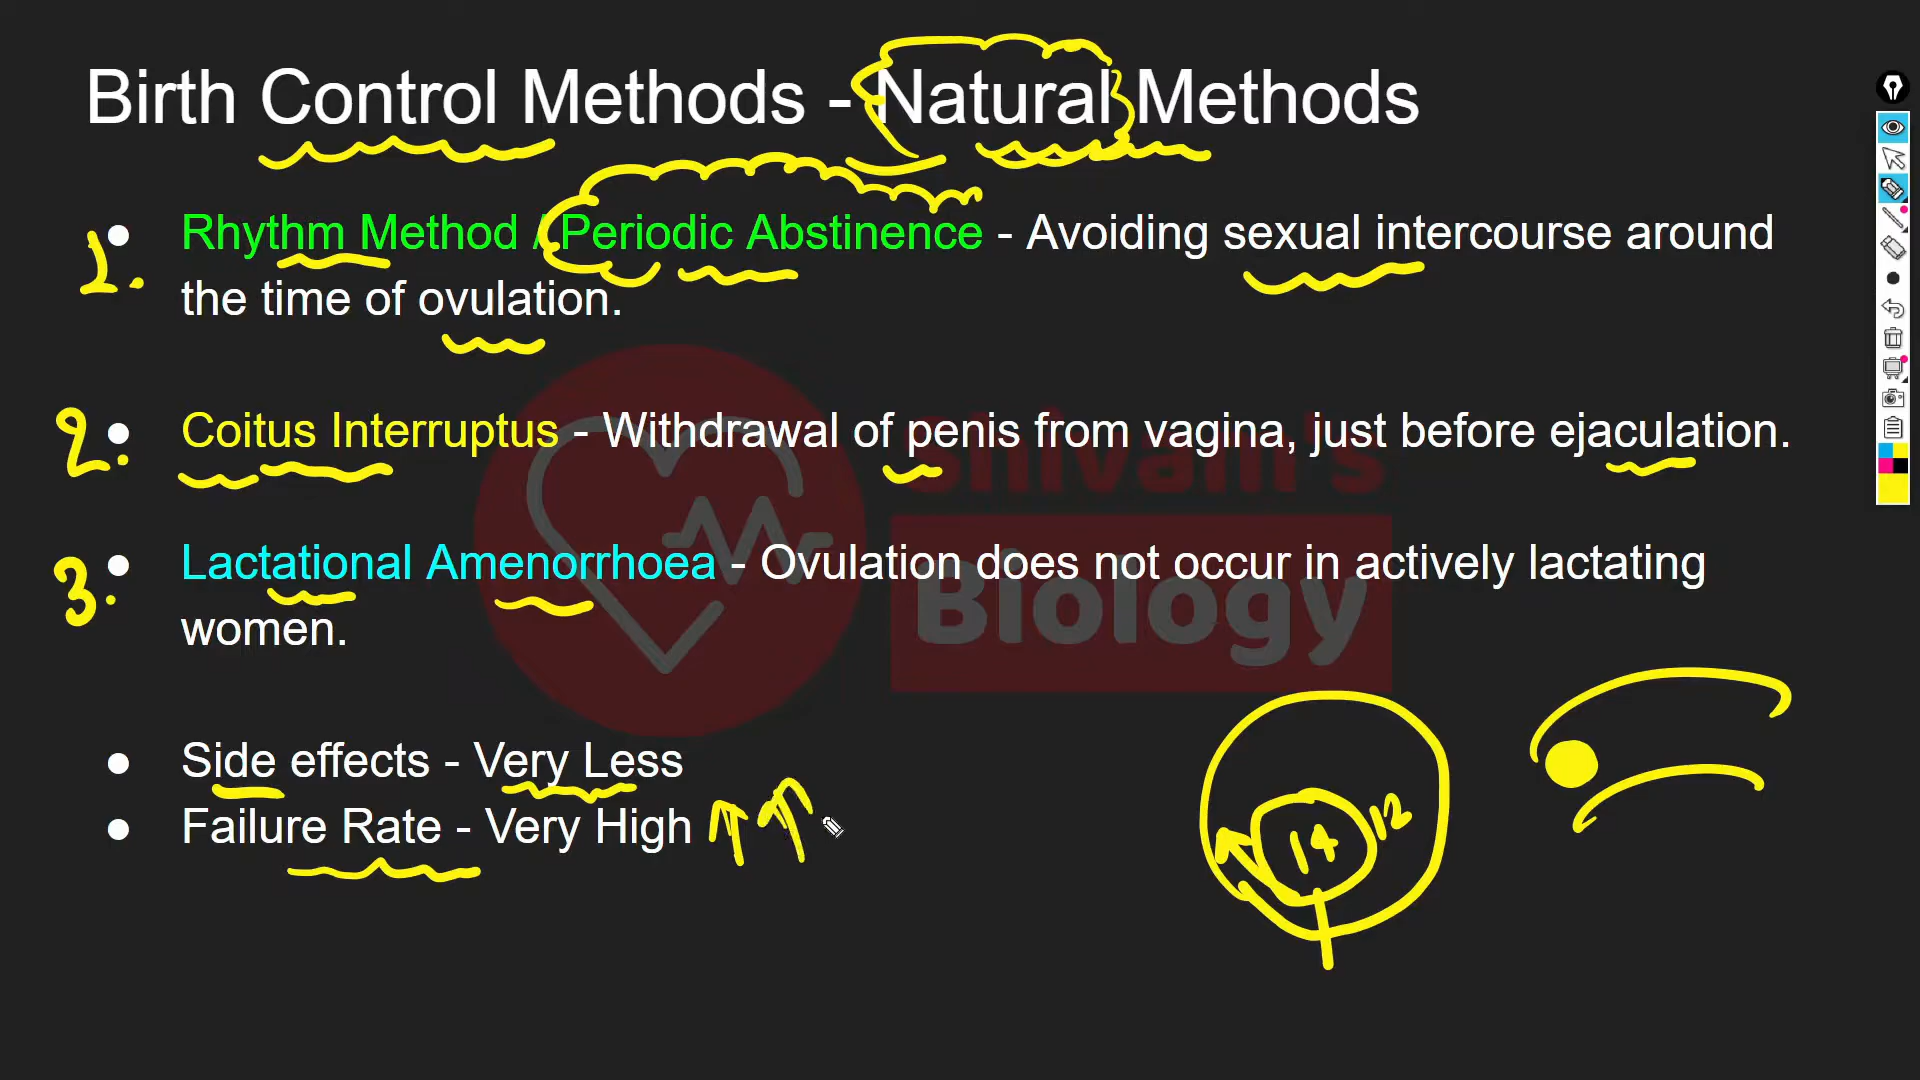 Birth Control Methods - Natural Methods
1. ● Rhythm Method / Periodic Abstinence - Avoiding sexual intercourse around
the time of ovulation.
2. ● Coitus Interruptus - Withdrawal of penis from vagina, just before ejaculation.
Shivam's
3. ● Lactational Amenorrhoea - Ovulation does not occur in actively lactating
women.
Biology
● Side effects - Very Less
● Failure Rate - Very High ↑↑
14 12